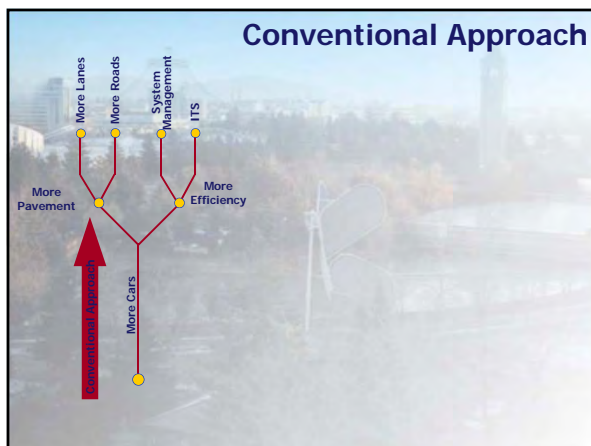 Conventional Approach
More Lanes
More Roads
System
Management
ITS
More
Pavement
More
Efficiency
Conventional Approach
More Cars